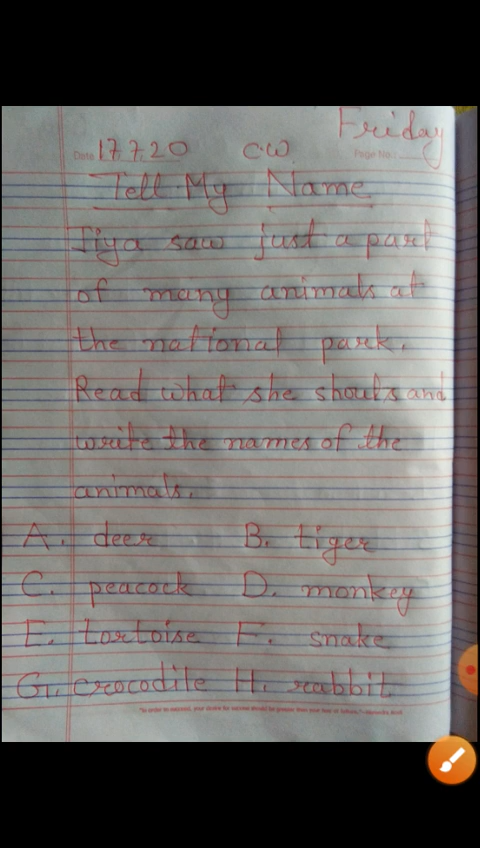 Friday
Date 17.7.20 C.W. Page No.:
Tell My Name
Jiya saw just a part
of many animals at
the national park.
Read what she shouts and
write the names of the
animals.
A. deer B. tiger
C. peacock D. monkey
E. tortoise F. snake
G. crocodile H. rabbit